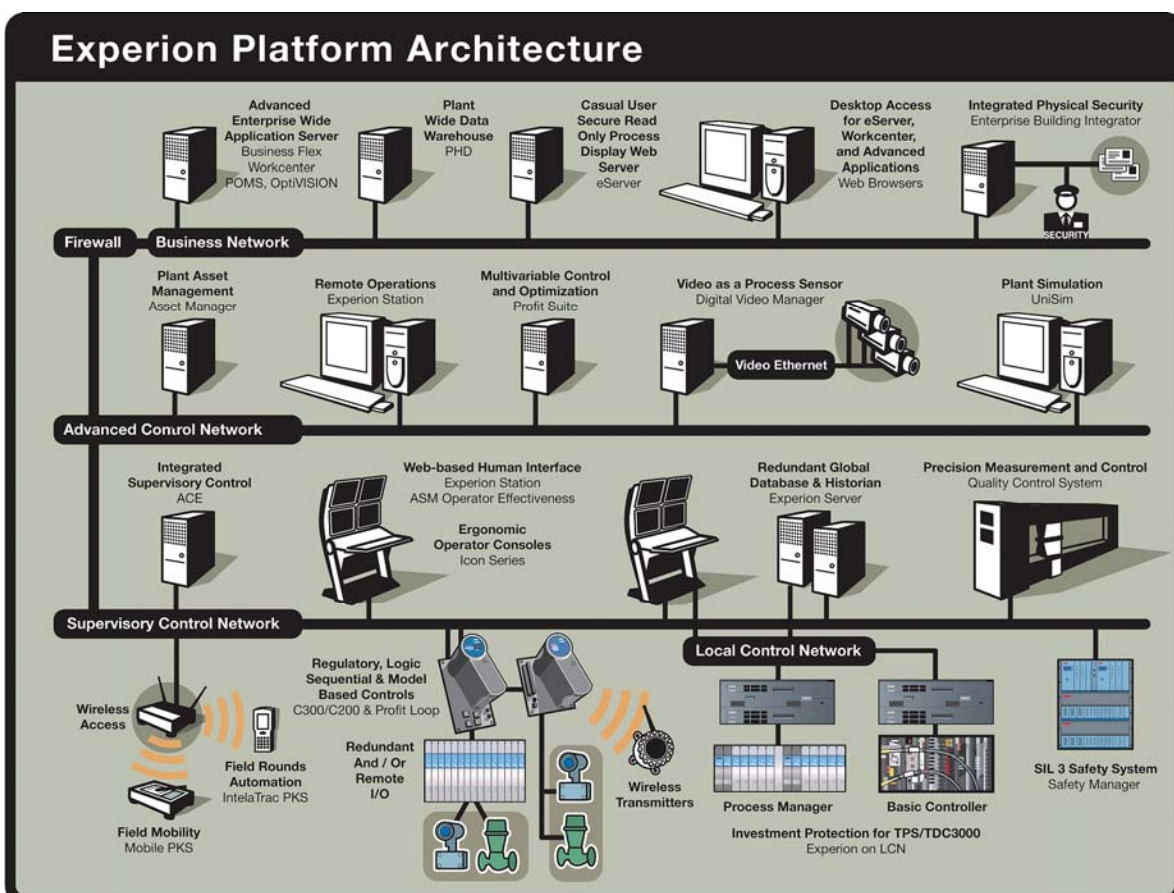 Experion Platform Architecture
Advanced
Enterprise Wide
Application Server
Business Flex
Workcenter
POMS, OptiVISION
Plant
Wide Data
Warehouse
PHD
Casual User
Secure Read
Only Process
Display Web
Server
eServer
Desktop Access
for eServer,
Workcenter,
and Advanced
Applications
Web Browsers
Integrated Physical Security
Enterprise Building Integrator
SECURITY
Firewall
Business Network
Plant Asset
Management
Asset Manager
Remote Operations
Experion Station
Multivariable Control
and Optimization
Profit Suite
Video as a Process Sensor
Digital Video Manager
Video Ethernet
Plant Simulation
UniSim
Advanced Control Network
Integrated
Supervisory Control
ACE
Web-based Human Interface
Experion Station
ASM Operator Effectiveness
Ergonomic
Operator Consoles
Icon Series
Redundant Global
Database & Historian
Experion Server
Precision Measurement and Control
Quality Control System
Supervisory Control Network
Local Control Network
Wireless
Access
Field Rounds
Automation
IntelaTrac PKS
Field Mobility
Mobile PKS
Regulatory, Logic
Sequential & Model
Based Controls
C300/C200 & Profit Loop
Redundant
And / Or
Remote
I/O
Wireless
Transmitters
Process Manager
Basic Controller
Investment Protection for TPS/TDC3000
Experion on LCN
SIL 3 Safety System
Safety Manager